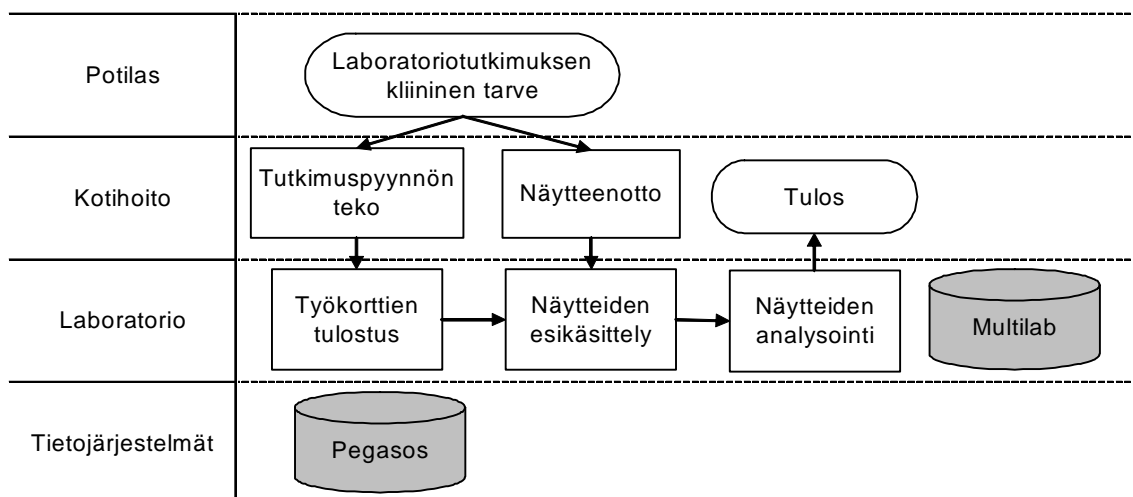 Potilas
Laboratoriotutkimuksen
kliininen tarve
Kotihoito
Tutkimuspyynnön
teko
Näytteenotto
Tulos
Laboratorio
Työkorttien
tulostus
Näytteiden
esikäsittely
Näytteiden
analysointi
Multilab
Tietojärjestelmät
Pegasos